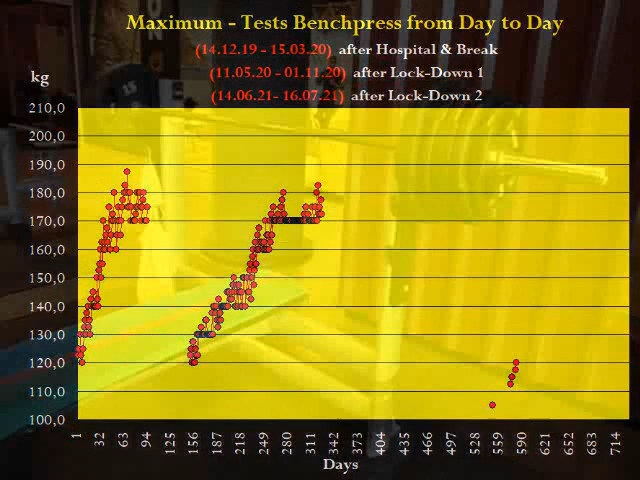 Maximum - Tests Benchpress from Day to Day
(14.12.19 - 15.03.20) after Hospital & Break
(11.05.20 - 01.11.20) after Lock-Down 1
(14.06.21- 16.07.21) after Lock-Down 2
kg
210,0
200,0
190,0
180,0
170,0
160,0
150,0
140,0
130,0
120,0
110,0
100,0
1 32 63 94 125 156 187 218 249 280 311 342 373 404 435 466 497 528 559 590 621 652 683 714
Days